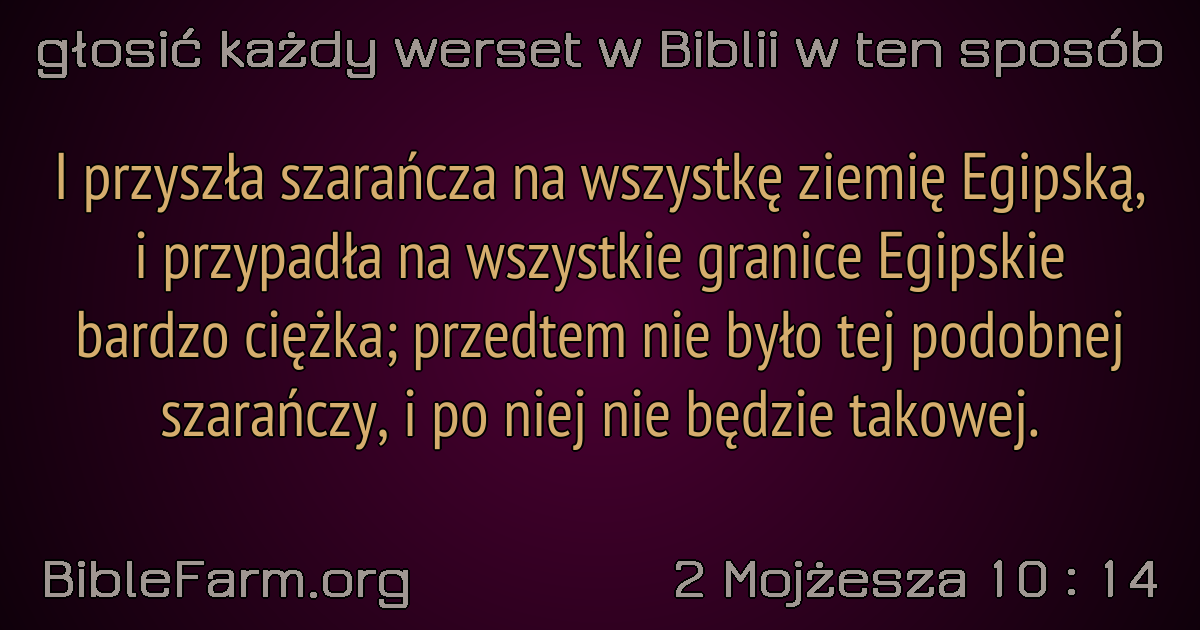 głosić każdy werset w Biblii w ten sposób
I przyszła szarańcza na wszystkę ziemię Egipską,
i przypadła na wszystkie granice Egipskie
bardzo ciężka; przedtem nie było tej podobnej
szarańczy, i po niej nie będzie takowej.
BibleFarm.org
2 Mojżesza 10 : 14